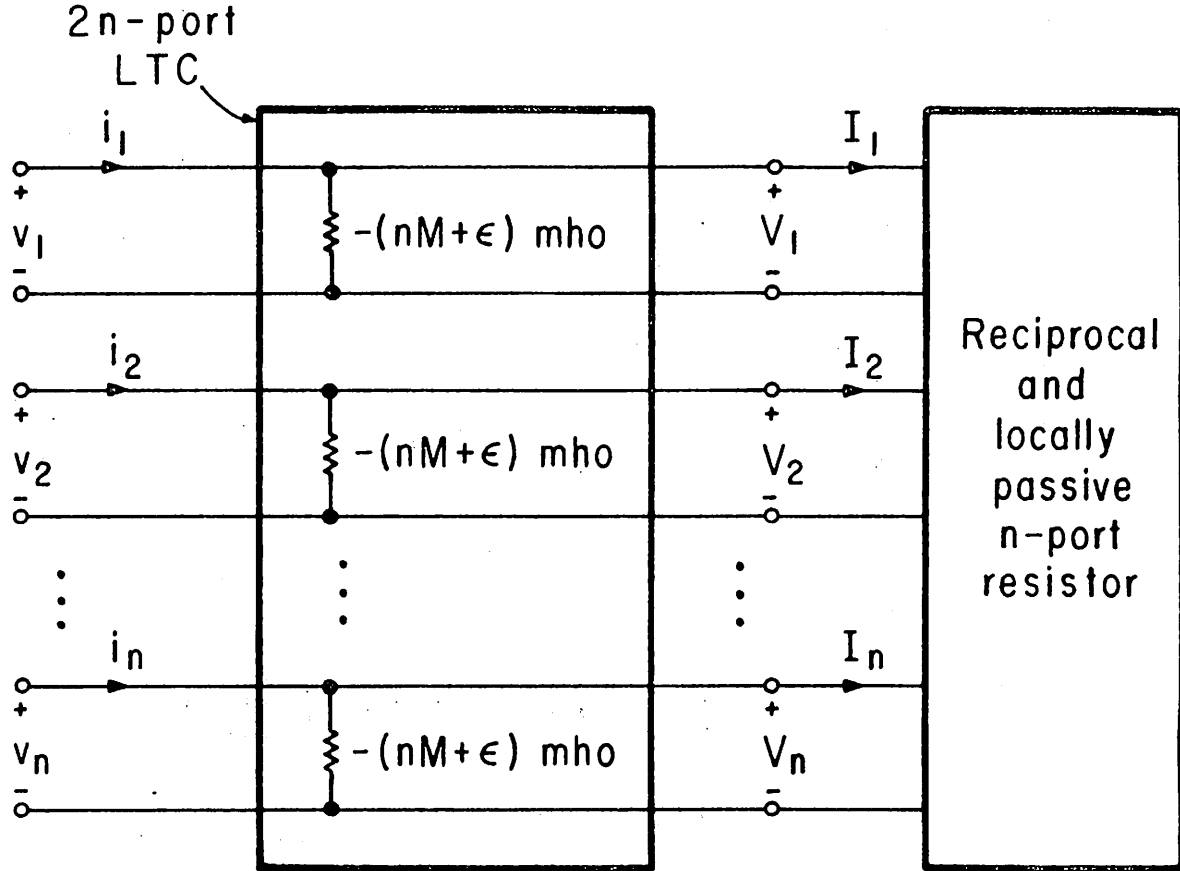 2n-port
LTC
i1
I1
+
v1
-
-(nM+ϵ) mho
+
V1
-
i2
I2
+
v2
-
-(nM+ϵ) mho
+
V2
-
Reciprocal
and
locally
passive
n-port
resistor
in
In
+
vn
-
-(nM+ϵ) mho
+
Vn
-